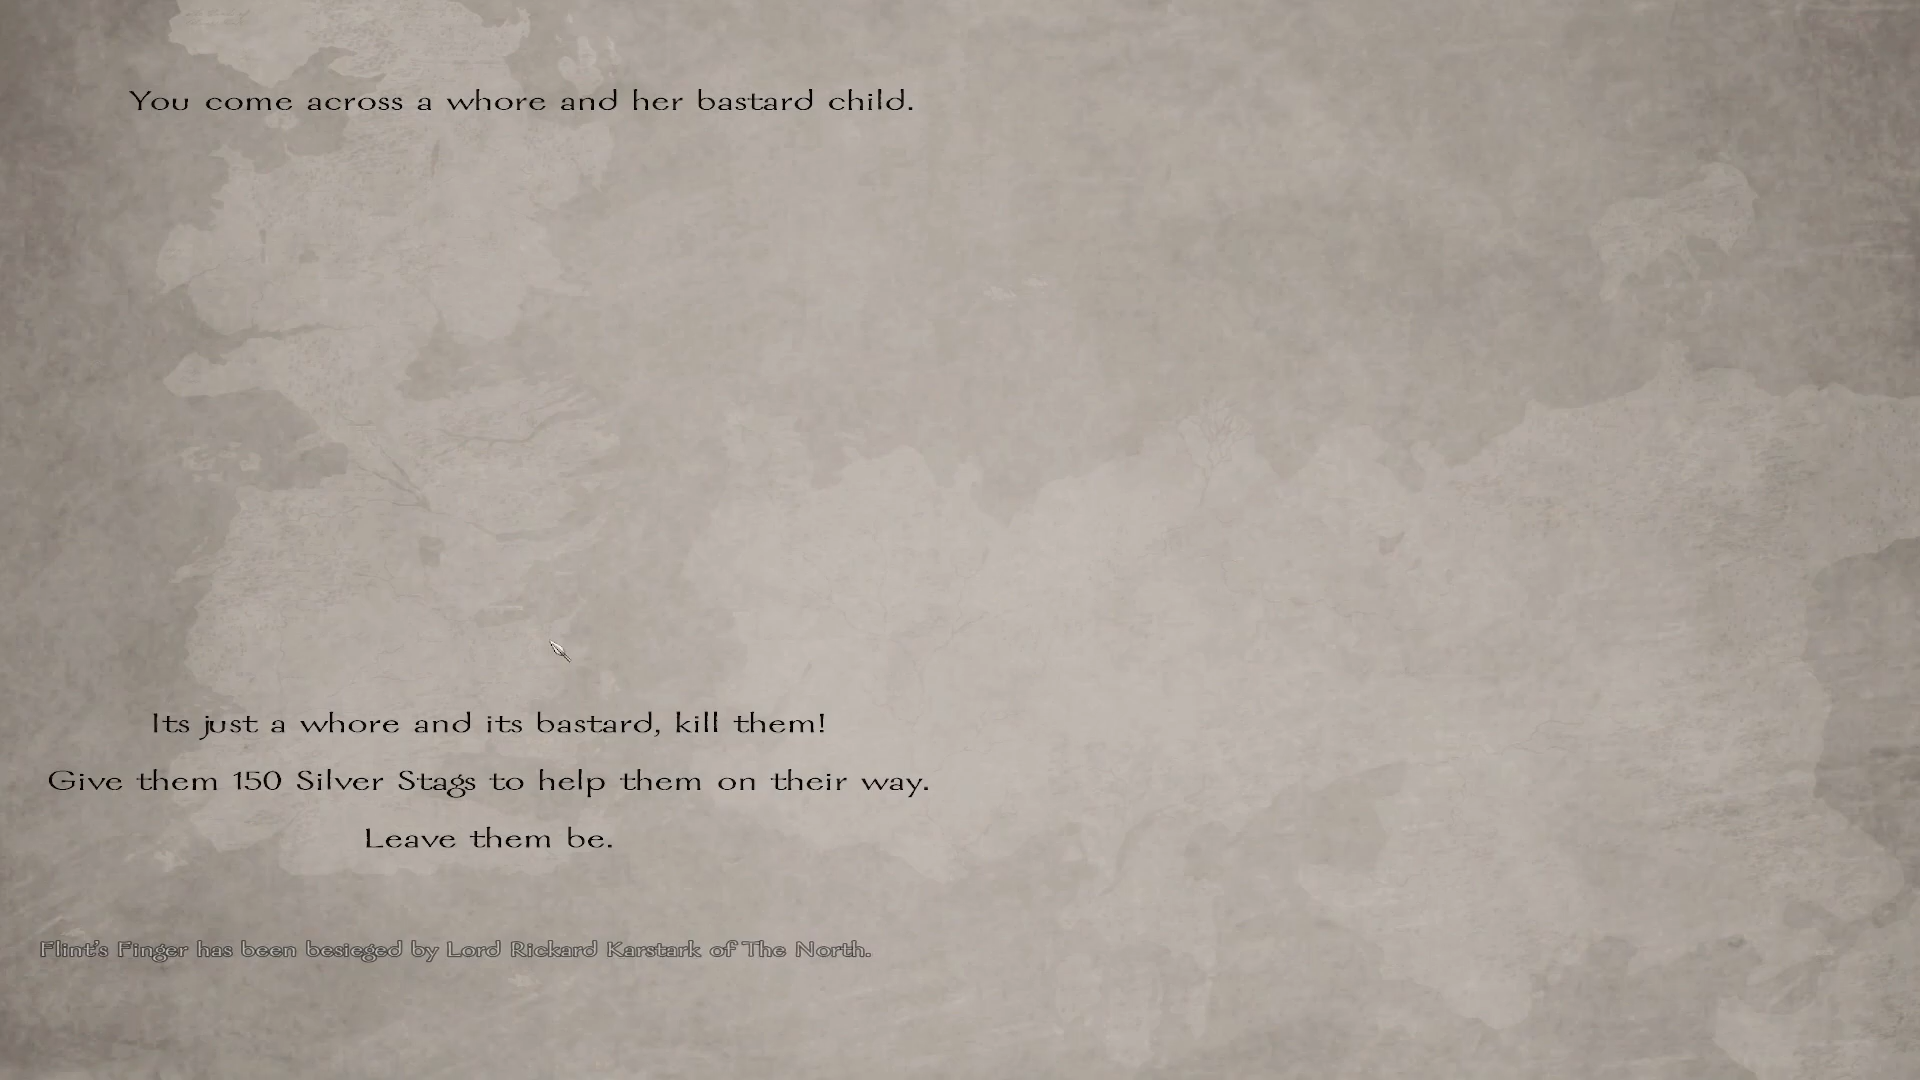 You come across a whore and her bastard child.
Its just a whore and its bastard, kill them!
Give them 150 Silver Stags to help them on their way.
Leave them be.
Flint's Finger has been besieged by Lord Rickard Karstark of The North.